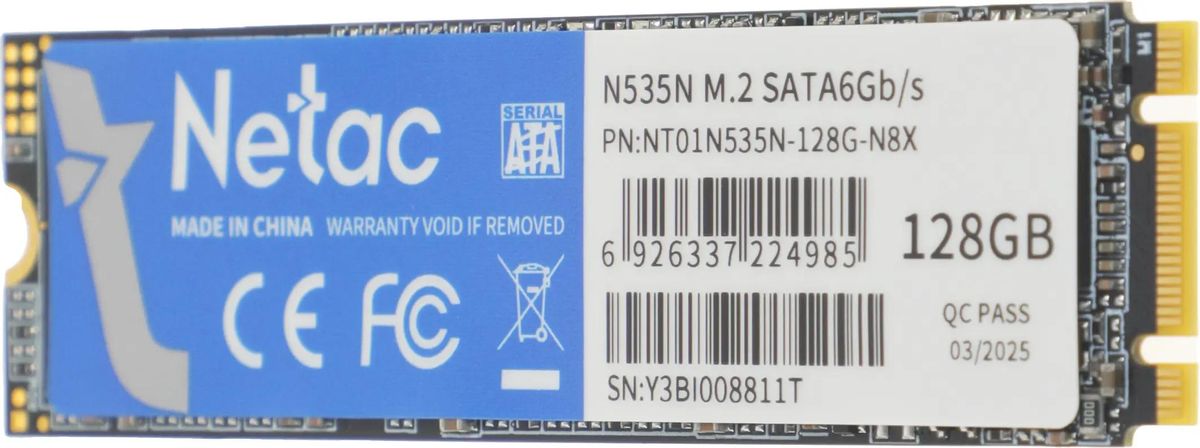 Netac
SERIAL
ATA
MADE IN CHINA WARRANTY VOID IF REMOVED
CE FC
N535N M.2 SATA6Gb/s
PN:NT01N535N-128G-N8X
6 926337 224985
128GB
QC PASS
03/2025
SN:Y3BI008811T
M1